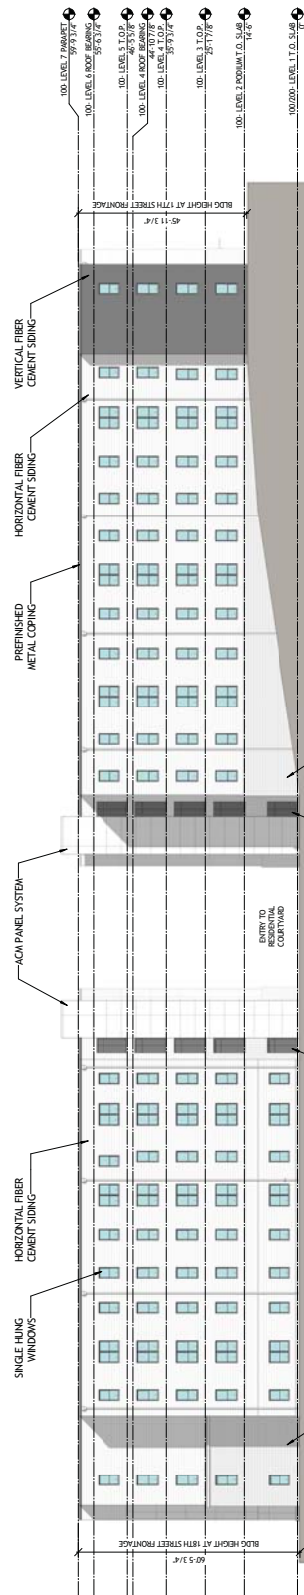 SINGLE HUNG
WINDOWS
HORIZONTAL FIBER
CEMENT SIDING
ACM PANEL SYSTEM
PREFINISHED
METAL COPING
HORIZONTAL FIBER
CEMENT SIDING
VERTICAL FIBER
CEMENT SIDING
100- LEVEL 7 PARAPET
59'-9 3/4"
100- LEVEL 6 ROOF BEARING
55'-6 3/4"
100- LEVEL 5 T.O.P.
46'-5 5/8"
100- LEVEL 4 ROOF BEARING
44'-10 7/8"
100- LEVEL 4 T.O.P.
35'-9 3/4"
100- LEVEL 3 T.O.P.
25'-1 7/8"
100- LEVEL 2 PODIUM T.O. SLAB
14'-6"
100/200- LEVEL 1 T.O. SLAB
0"
BLDG HEIGHT AT 18TH STREET FRONTAGE
60'-5 3/4"
ENTRY TO
RESIDENTIAL
COURTYARD
BLDG HEIGHT AT 17TH STREET FRONTAGE
45'-11 3/4"